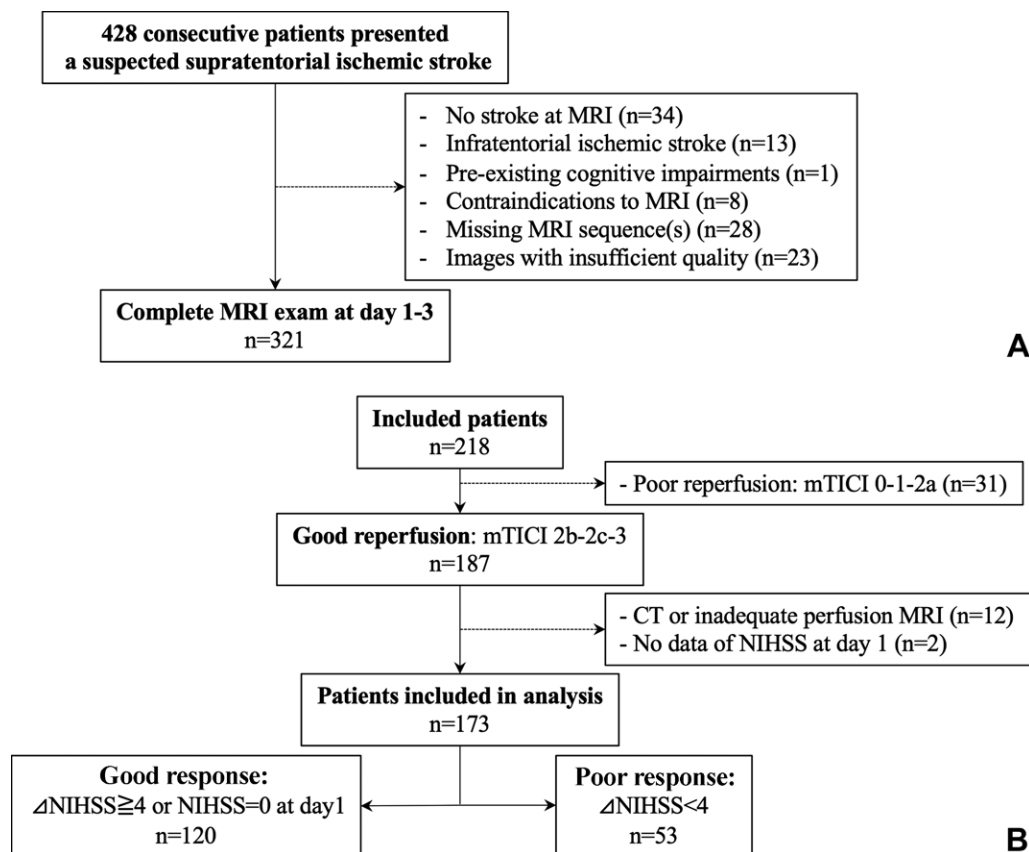 428 consecutive patients presented
a suspected supratentorial ischemic stroke
- No stroke at MRI (n=34)
- Infratentorial ischemic stroke (n=13)
- Pre-existing cognitive impairments (n=1)
- Contraindications to MRI (n=8)
- Missing MRI sequence(s) (n=28)
- Images with insufficient quality (n=23)
Complete MRI exam at day 1-3
n=321
A
Included patients
n=218
- Poor reperfusion: mTICI 0-1-2a (n=31)
Good reperfusion: mTICI 2b-2c-3
n=187
- CT or inadequate perfusion MRI (n=12)
- No data of NIHSS at day 1 (n=2)
Patients included in analysis
n=173
Good response:
⊿NIHSS≧4 or NIHSS=0 at day1
n=120
Poor response:
⊿NIHSS<4
n=53
B